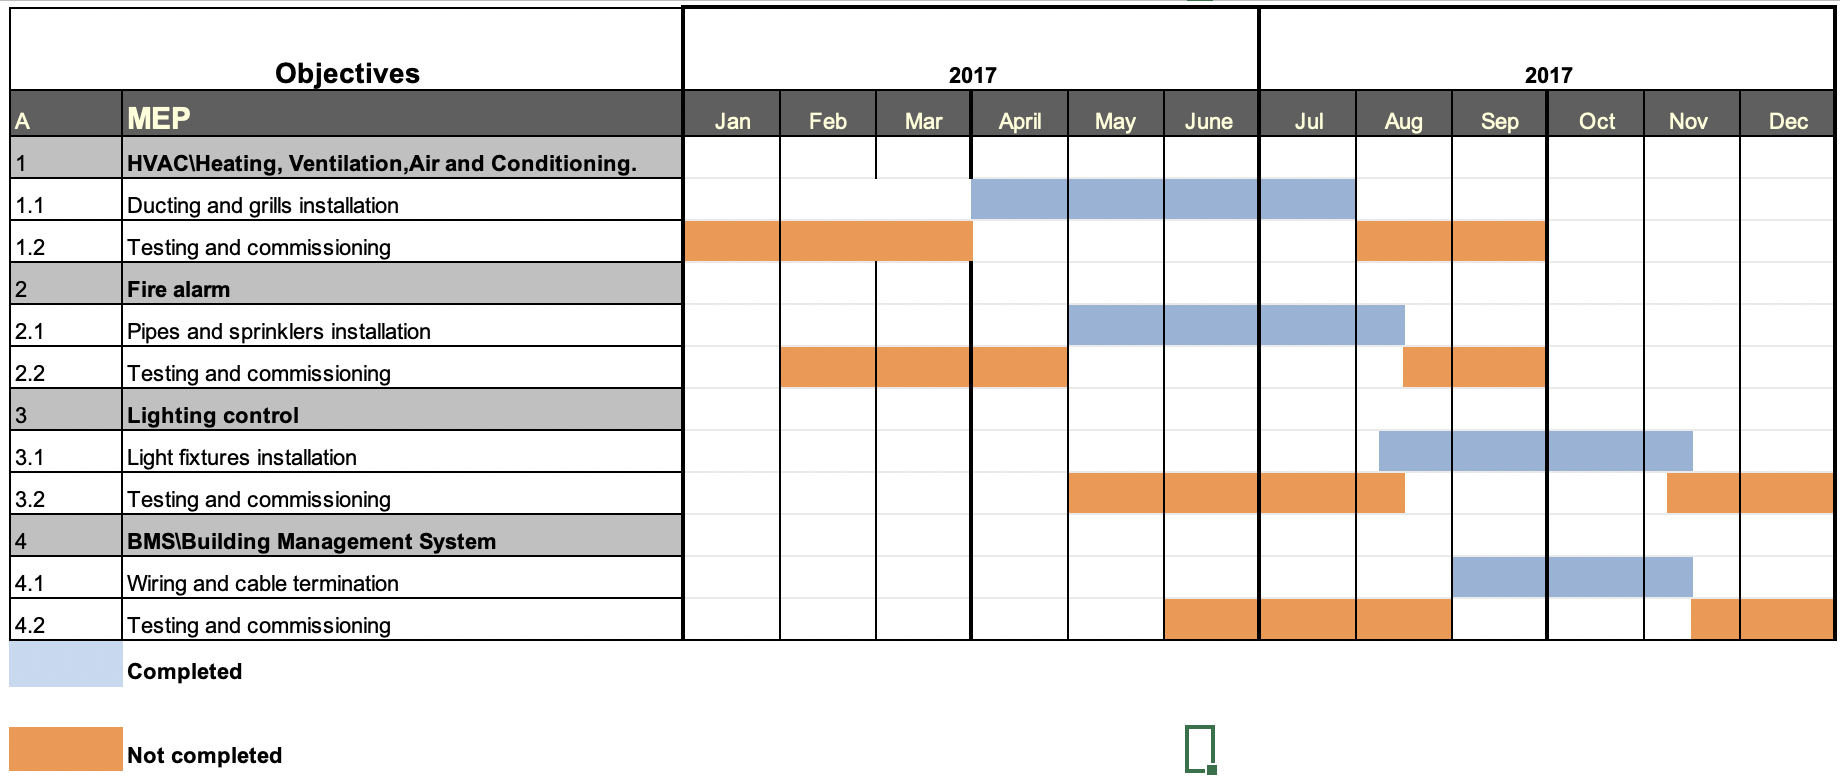 Objectives 2017 2017
A MEP Jan Feb Mar April May June Jul Aug Sep Oct Nov Dec
1 HVAC\Heating, Ventilation,Air and Conditioning.
1.1 Ducting and grills installation
1.2 Testing and commissioning
2 Fire alarm
2.1 Pipes and sprinklers installation
2.2 Testing and commissioning
3 Lighting control
3.1 Light fixtures installation
3.2 Testing and commissioning
4 BMS\Building Management System
4.1 Wiring and cable termination
4.2 Testing and commissioning
Completed
Not completed